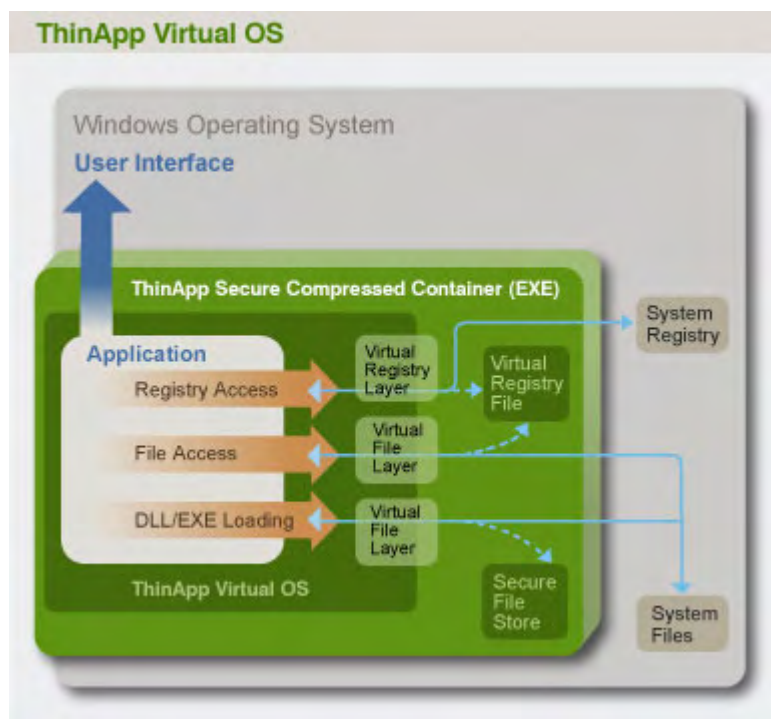 ThinApp Virtual OS
Windows Operating System
User Interface
ThinApp Secure Compressed Container (EXE)
System
Registry
Application
Virtual
Registry
Layer
Virtual
Registry
File
Registry Access
Virtual
File
Layer
File Access
Virtual
File
Layer
DLL/EXE Loading
ThinApp Virtual OS
Secure
File
Store
System
Files